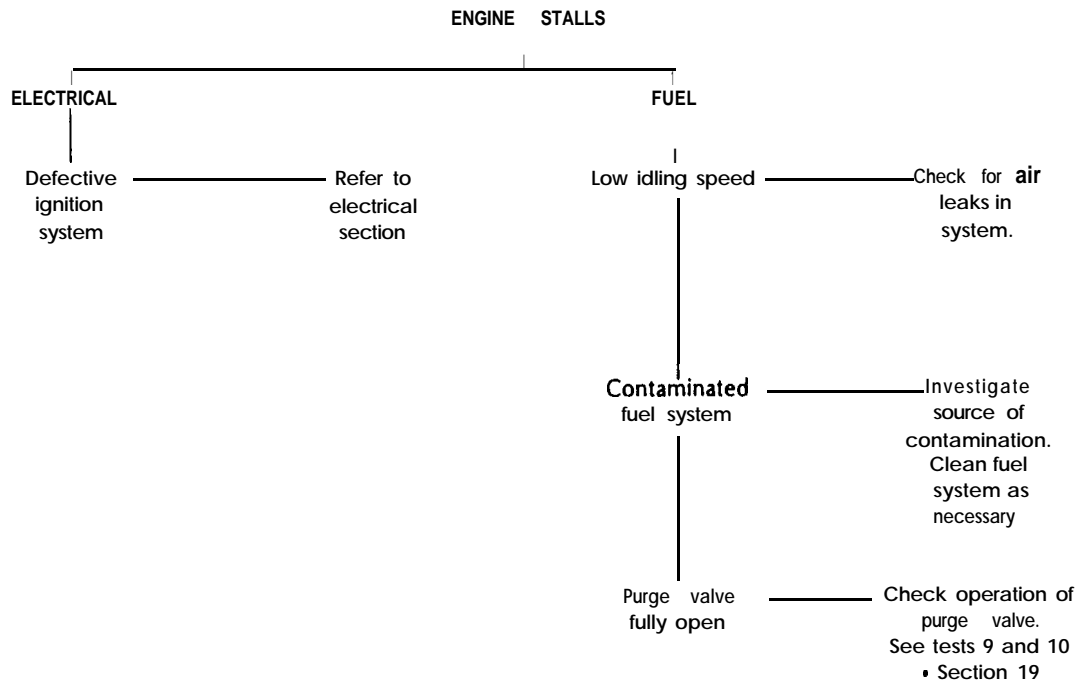 ENGINE STALLS
ELECTRICAL
FUEL
Defective
ignition
system
Refer to
electrical
section
Low idling speed
Check for air
leaks in
system.
Contaminated
fuel system
Investigate
source of
contamination.
Clean fuel
system as
necessary
Purge valve
fully open
Check operation of
purge valve.
See tests 9 and 10
• Section 19